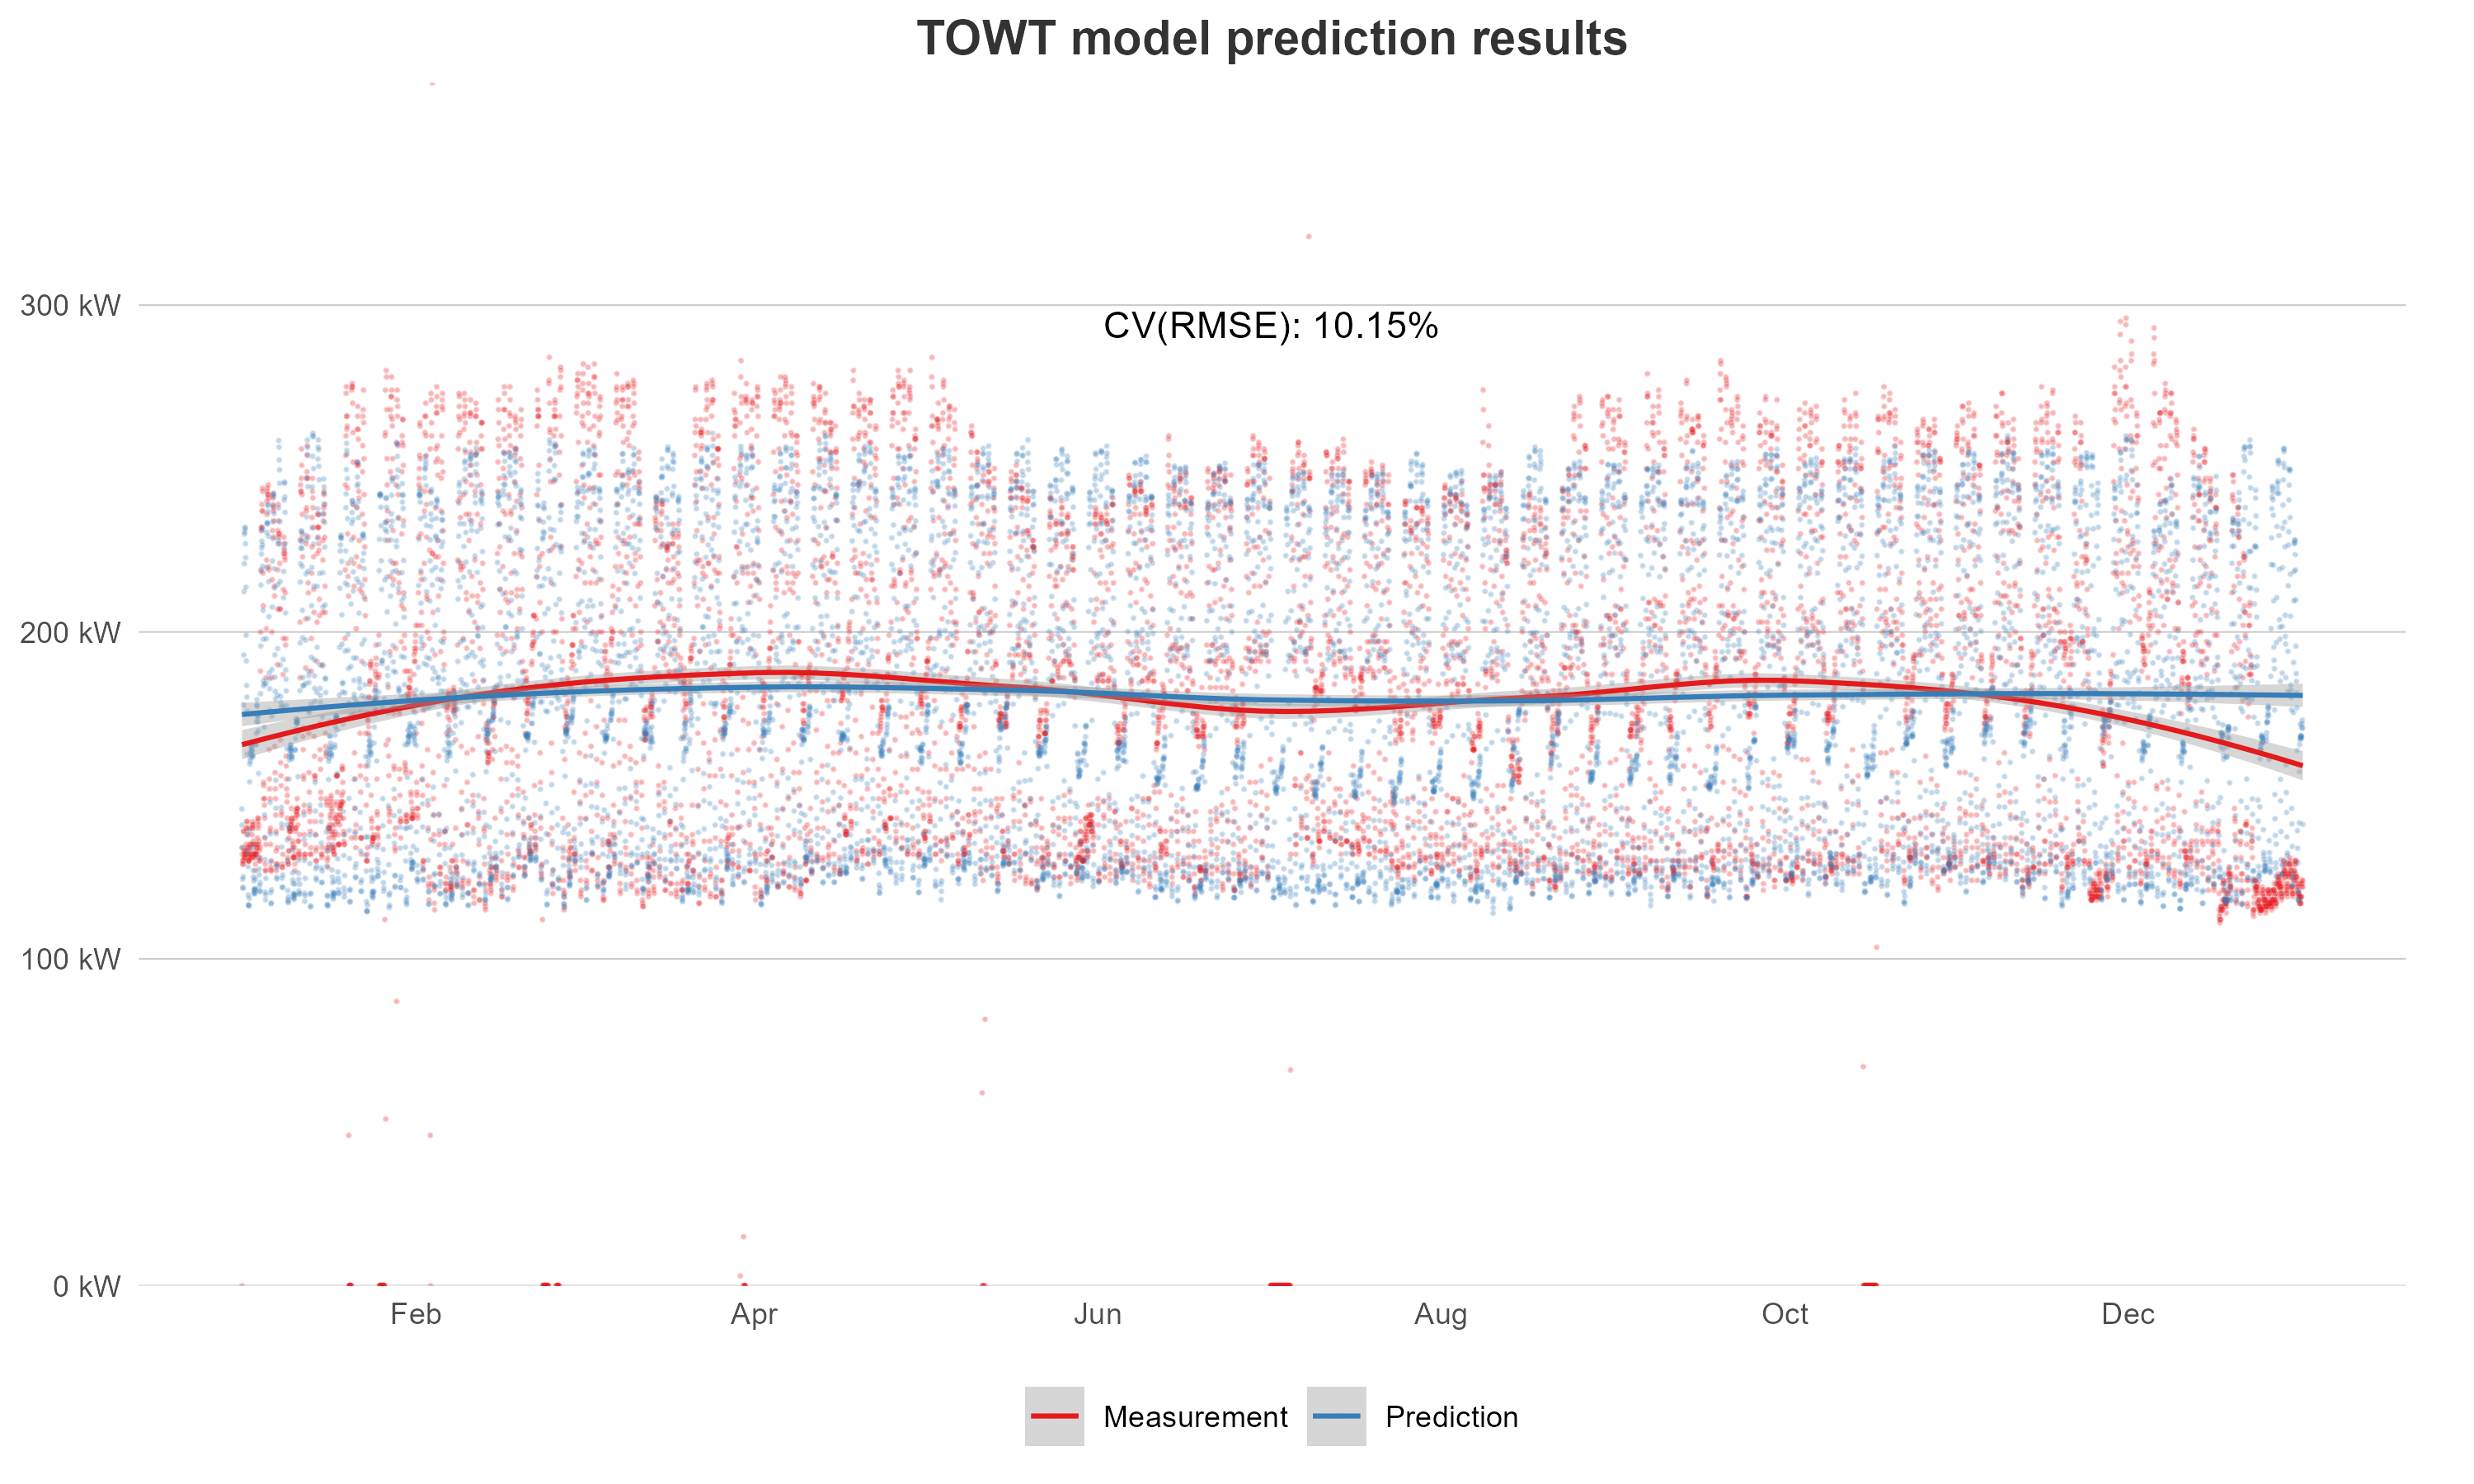 TOWT model prediction results
300 kW
CV(RMSE): 10.15%
200 kW
100 kW
0 kW
Feb Apr Jun Aug Oct Dec
Measurement Prediction